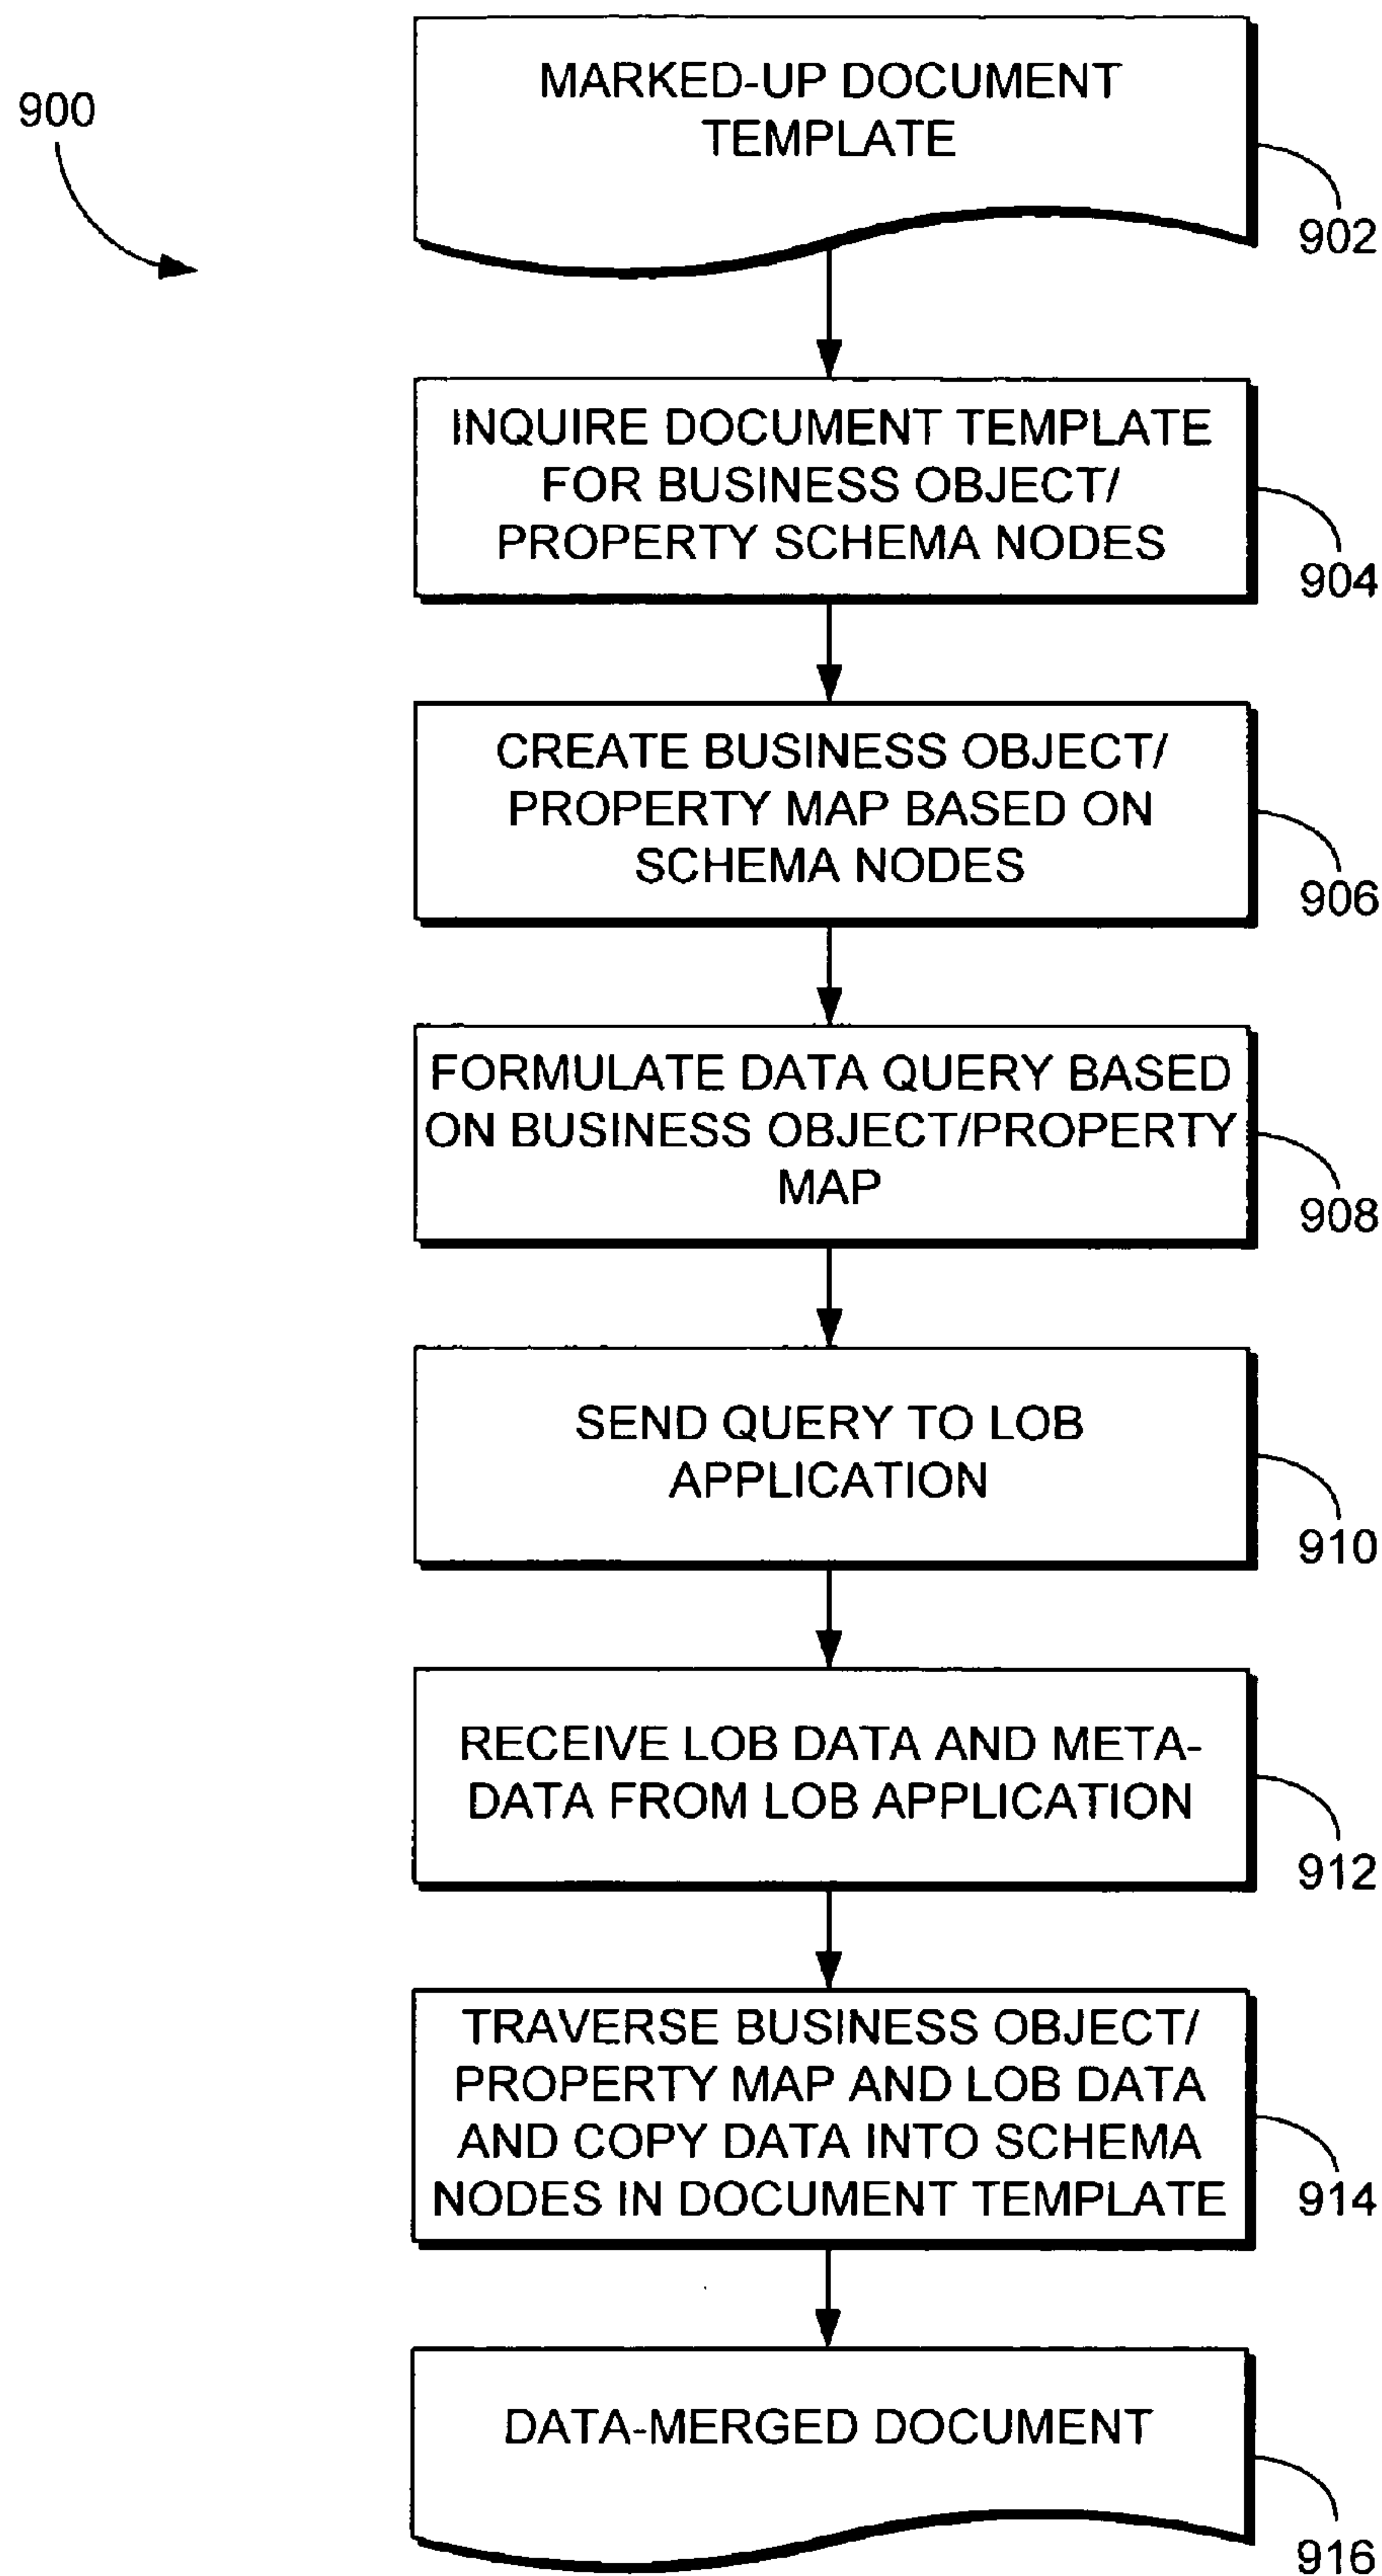 900
MARKED-UP DOCUMENT
TEMPLATE
902
INQUIRE DOCUMENT TEMPLATE
FOR BUSINESS OBJECT/
PROPERTY SCHEMA NODES
904
CREATE BUSINESS OBJECT/
PROPERTY MAP BASED ON
SCHEMA NODES
906
FORMULATE DATA QUERY BASED
ON BUSINESS OBJECT/PROPERTY
MAP
908
SEND QUERY TO LOB
APPLICATION
910
RECEIVE LOB DATA AND META-
DATA FROM LOB APPLICATION
912
TRAVERSE BUSINESS OBJECT/
PROPERTY MAP AND LOB DATA
AND COPY DATA INTO SCHEMA
NODES IN DOCUMENT TEMPLATE
914
DATA-MERGED DOCUMENT
916